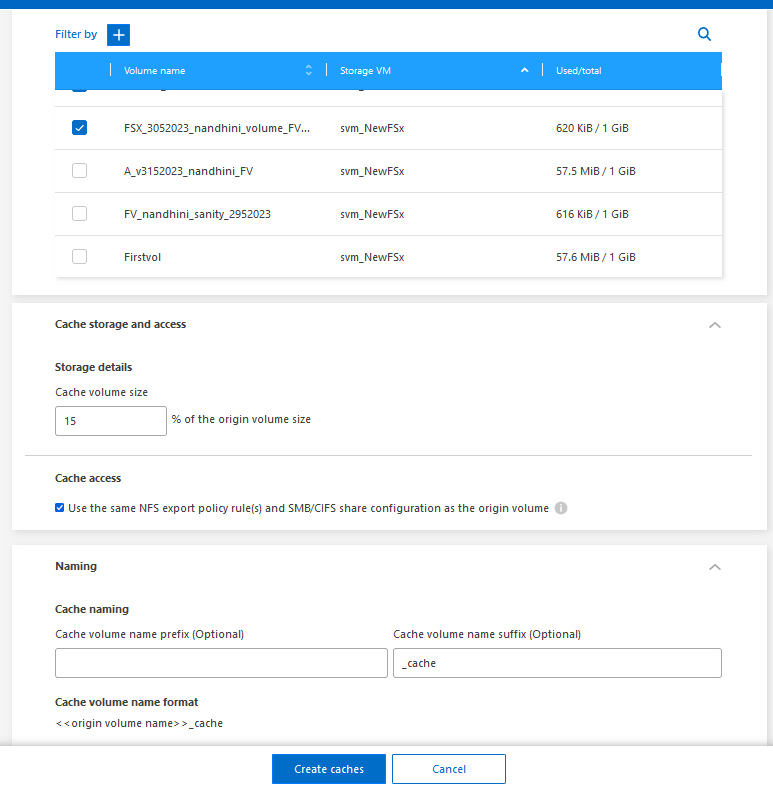 Filter by
Volume name Storage VM Used/total
FSX_3052023_nandhini_volume_FV... svm_NewFSx 620 KiB / 1 GiB
A_v3152023_nandhini_FV svm_NewFSx 57.5 MiB / 1 GiB
FV_nandhini_sanity_2952023 svm_NewFSx 616 KiB / 1 GiB
Firstvol svm_NewFSx 57.6 MiB / 1 GiB
Cache storage and access
Storage details
Cache volume size
15 % of the origin volume size
Cache access
Use the same NFS export policy rule(s) and SMB/CIFS share configuration as the origin volume
Naming
Cache naming
Cache volume name prefix (Optional) Cache volume name suffix (Optional)
_cache
Cache volume name format
<<origin volume name>>_cache
Create caches Cancel